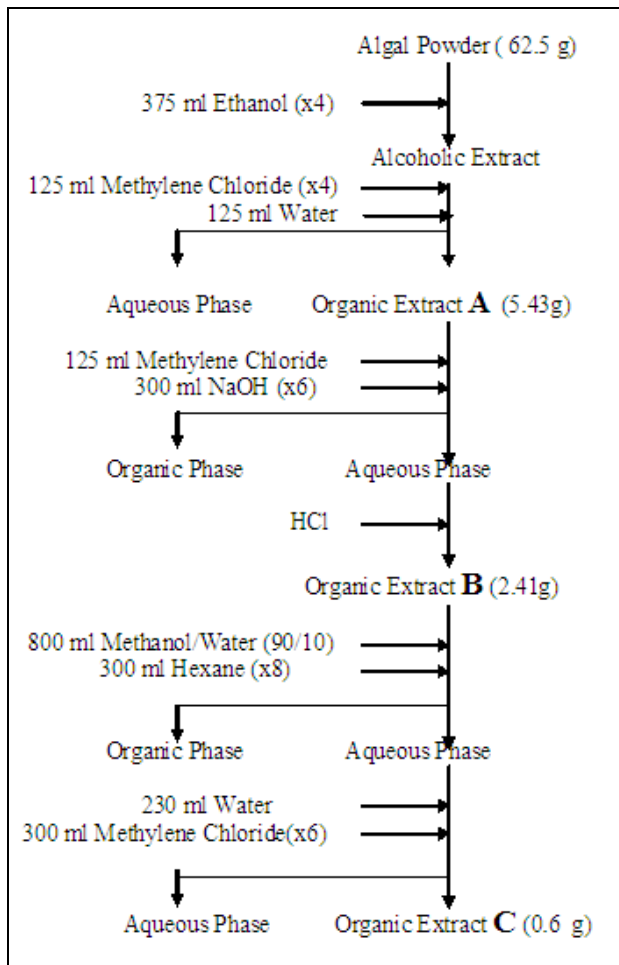 Algal Powder ( 62.5 g)
375 ml Ethanol (x4)
Alcoholic Extract
125 ml Methylene Chloride (x4)
125 ml Water
Aqueous Phase Organic Extract A (5.43g)
125 ml Methylene Chloride
300 ml NaOH (x6)
Organic Phase Aqueous Phase
HCl
Organic Extract B (2.41g)
800 ml Methanol/Water (90/10)
300 ml Hexane (x8)
Organic Phase Aqueous Phase
230 ml Water
300 ml Methylene Chloride(x6)
Aqueous Phase Organic Extract C (0.6 g)